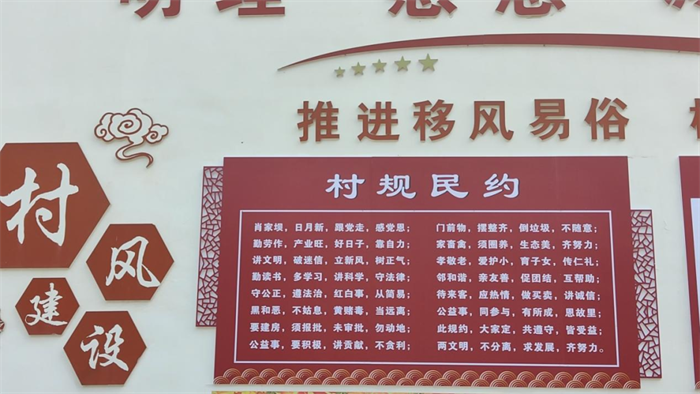 推进移风易俗
村风建设
村规民约
肖家坝，日月新，跟党走，感党恩；
勤劳作，产业旺，好日子，靠自力；
讲文明，破迷信，立新风，树正气；
勤读书，多学习，讲科学，守法律；
守公正，遵法治，红白事，从简易；
黑和恶，不姑息，黄赌毒，当远离；
要建房，须报批，未审批，勿动地；
公益事，要积极，讲贡献，不贪利；
门前物，摆整齐，倒垃圾，不随意；
家畜禽，须圈养，生态美，齐努力；
孝敬老，爱护小，育子女，传仁礼；
邻和谐，亲友善，促团结，互帮助；
待来客，应热情，做买卖，讲诚信；
公益事，同参与，有所成，恩故里；
此规约，大家定，共遵守，皆受益；
两文明，不分离，求发展，齐努力。